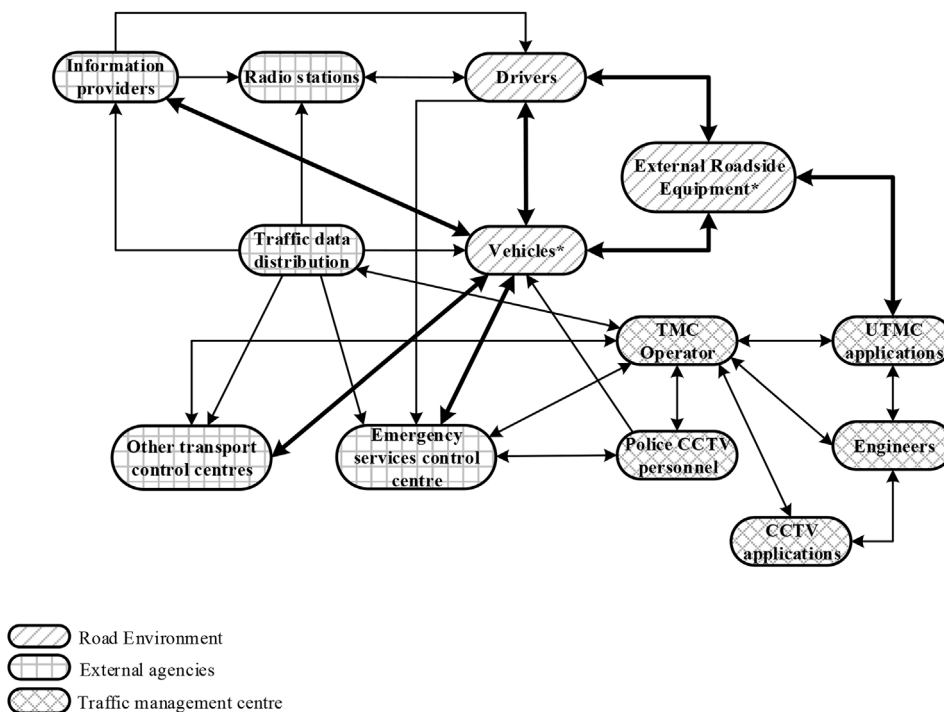 Information
providers
Radio stations
Drivers
External Roadside
Equipment*
Traffic data
distribution
Vehicles*
TMC
Operator
UTMC
applications
Other transport
control centres
Emergency
services control
centre
Police CCTV
personnel
Engineers
CCTV
applications
Road Environment
External agencies
Traffic management centre